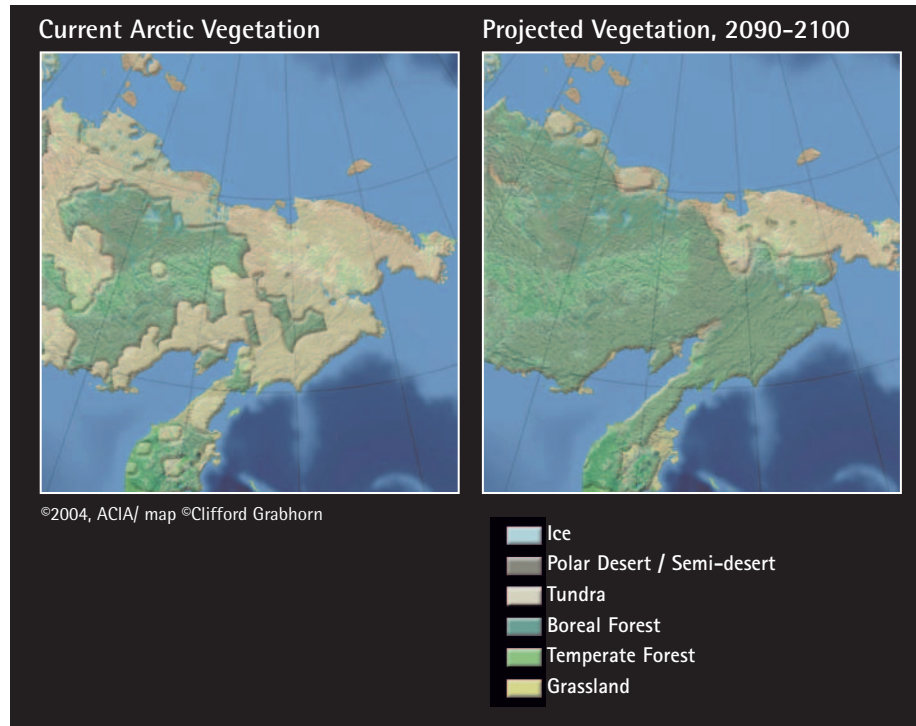 Current Arctic Vegetation
Projected Vegetation, 2090-2100
©2004, ACIA/ map ©Clifford Grabhorn
Ice
Polar Desert / Semi-desert
Tundra
Boreal Forest
Temperate Forest
Grassland